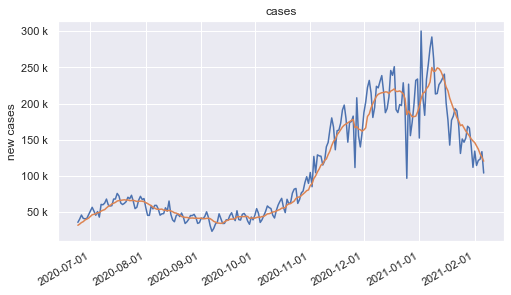 cases
new cases
300 k
250 k
200 k
150 k
100 k
50 k
2020-07-01
2020-08-01
2020-09-01
2020-10-01
2020-11-01
2020-12-01
2021-01-01
2021-02-01